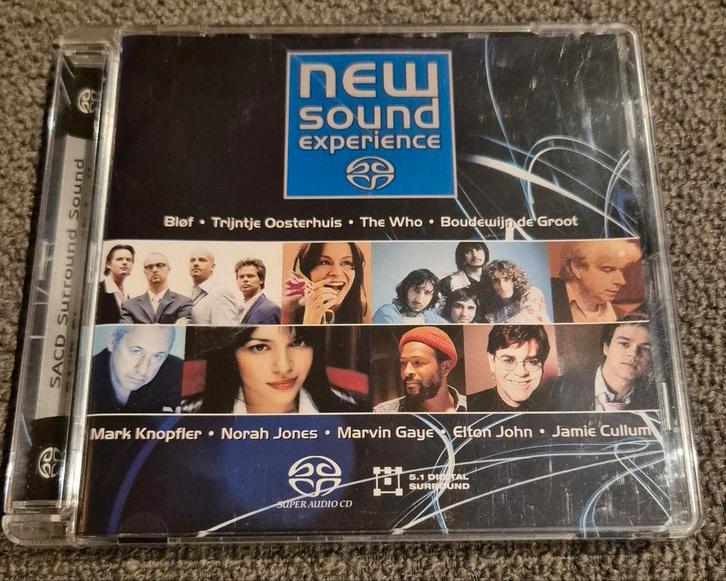 new
sound
experience
Bløf • Trijntje Oosterhuis • The Who • Boudewijn de Groot
Mark Knopfler • Norah Jones • Marvin Gaye • Elton John • Jamie Cullum
SUPER AUDIO CD
5.1 DIGITAL
SURROUND
SACD Surround Sound